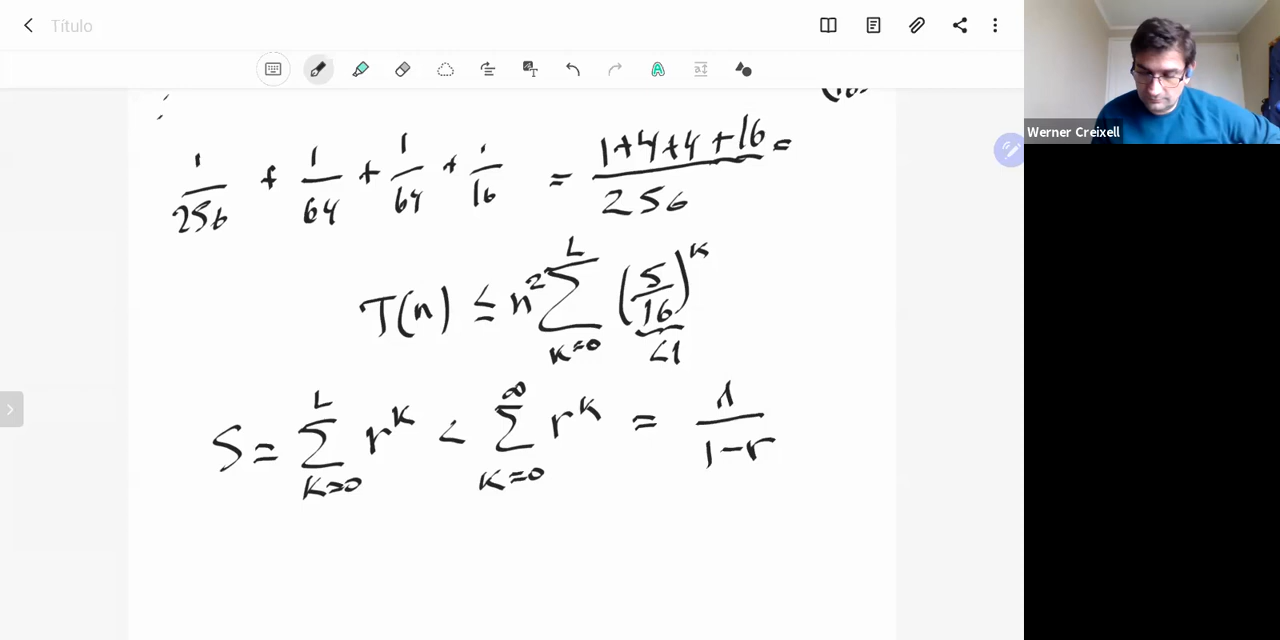 Título
Werner Creixell
1/256 + 1/64 + 1/64 + 1/16 = (1+4+4+16)/256 =
T(n) ≤ n² Σ_{k=0}^{L} (5/16)^k
<1
S = Σ_{k=0}^{L} r^k < Σ_{k=0}^{∞} r^k = 1/(1-r)